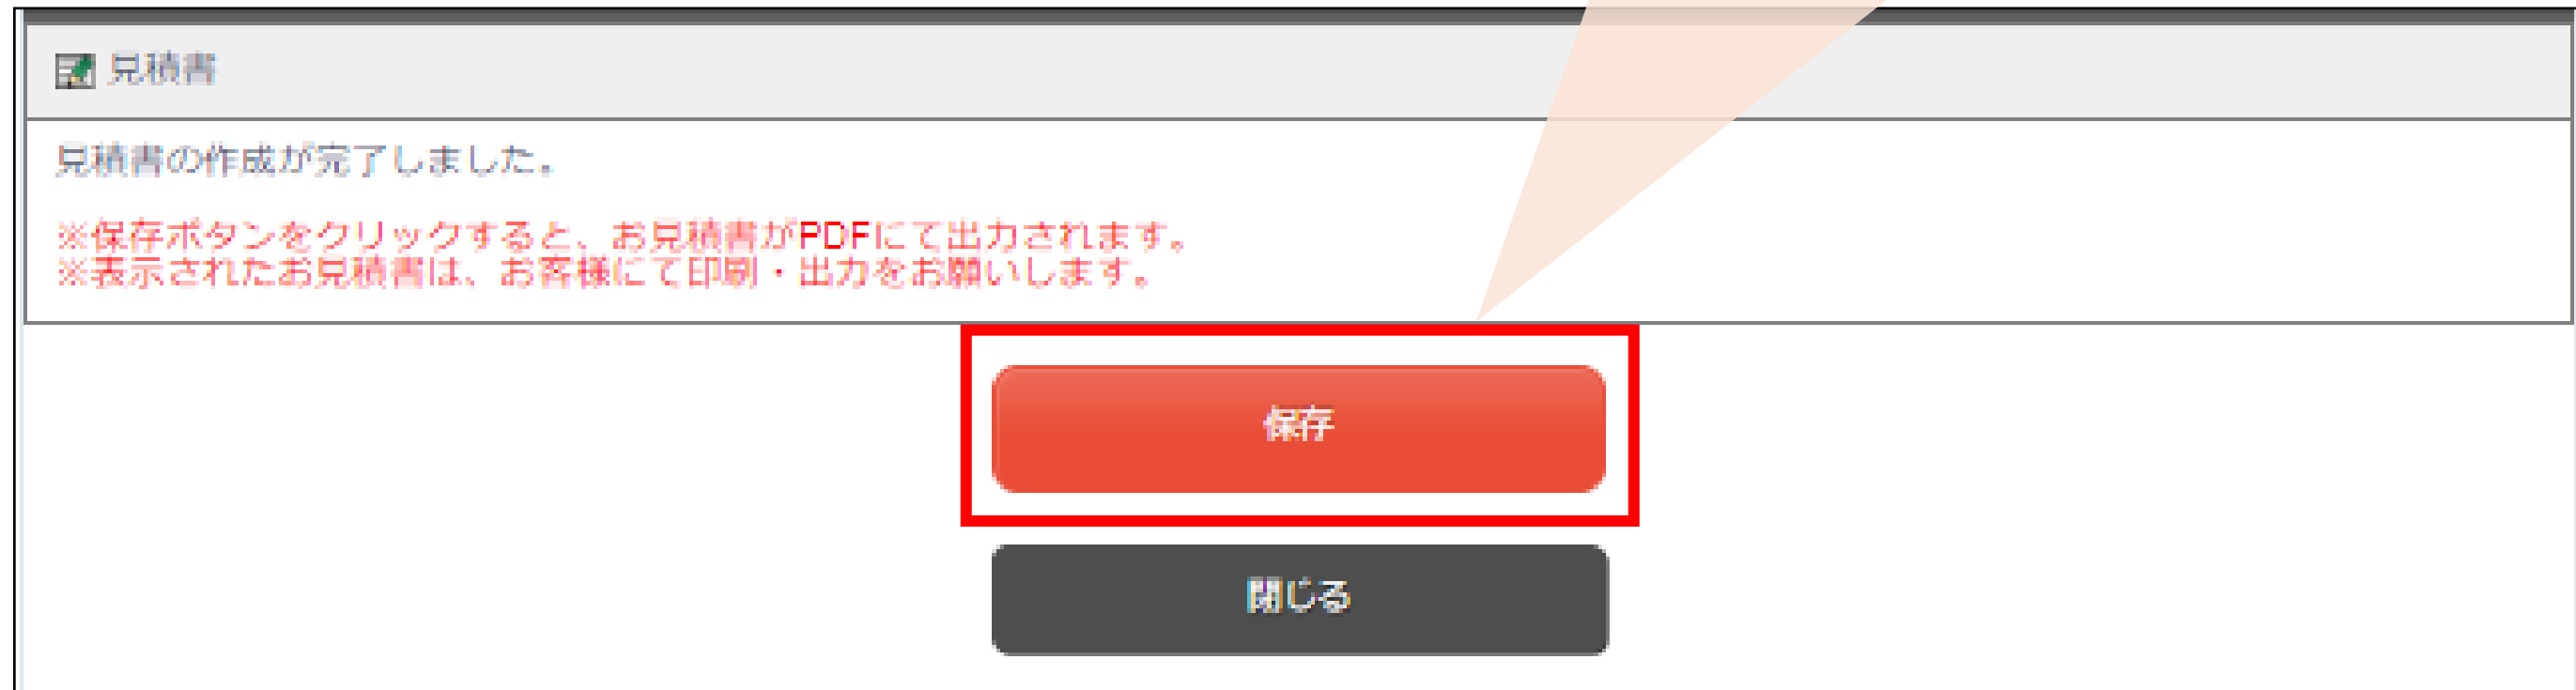 見積書
見積書の作成が完了しました。
※保存ボタンをクリックすると、お見積書がPDFにて出力されます。
※表示されたお見積書は、お客様にて印刷・出力をお願いします。
保存
閉じる